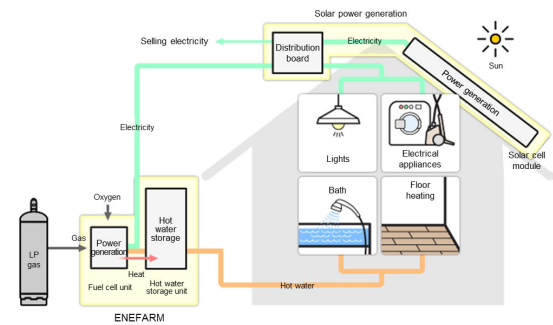 Solar power generation
Selling electricity
Electricity
Distribution
board
Sun
Power generation
Solar cell
module
Electricity
Lights
Electrical
appliances
Bath
Floor
heating
Oxygen
Hot
water
storage
LP
gas
Gas
Power
generation
Heat
Fuel cell unit
Hot water
storage unit
Hot water
ENEFARM